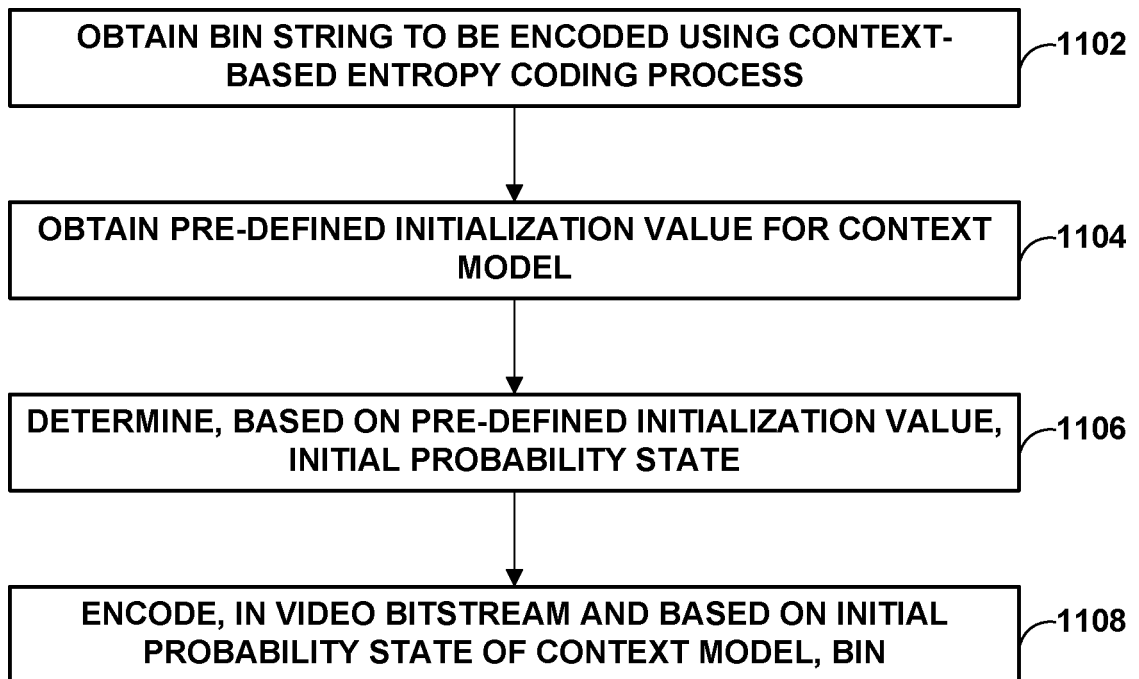 OBTAIN BIN STRING TO BE ENCODED USING CONTEXT-
BASED ENTROPY CODING PROCESS
1102
OBTAIN PRE-DEFINED INITIALIZATION VALUE FOR CONTEXT
MODEL
1104
DETERMINE, BASED ON PRE-DEFINED INITIALIZATION VALUE,
INITIAL PROBABILITY STATE
1106
ENCODE, IN VIDEO BITSTREAM AND BASED ON INITIAL
PROBABILITY STATE OF CONTEXT MODEL, BIN
1108